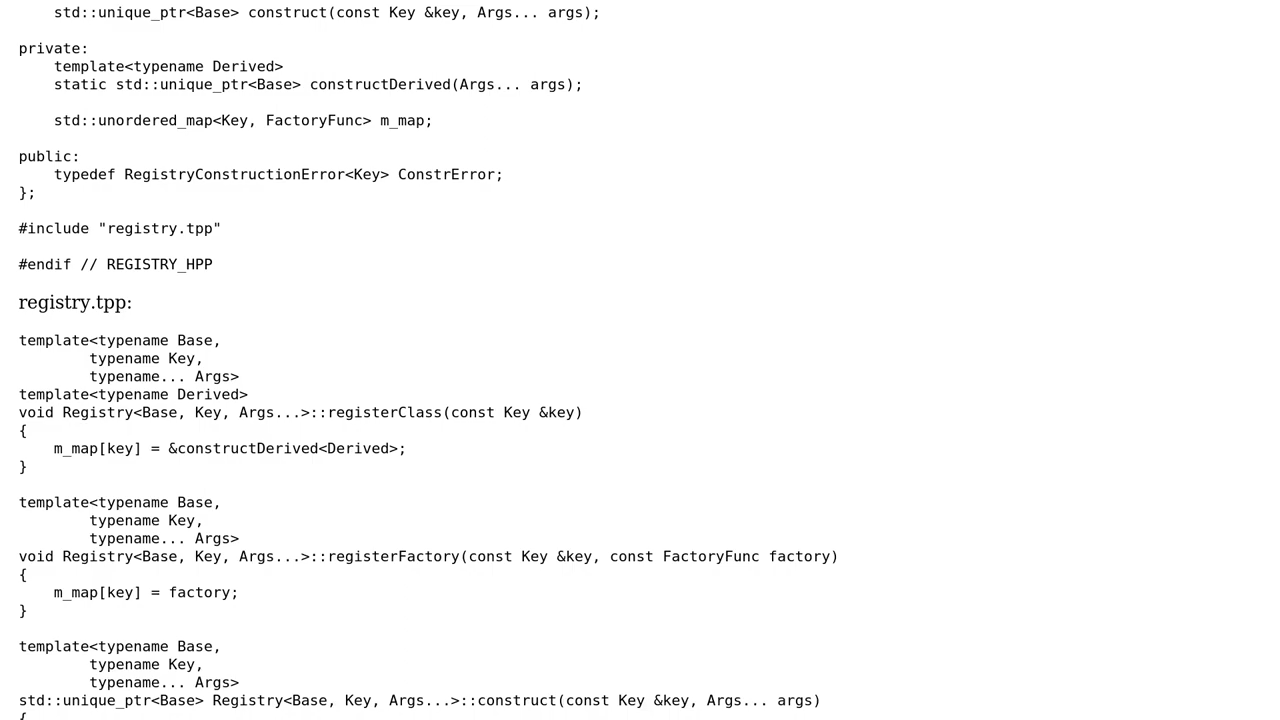 std::unique_ptr<Base> construct(const Key &key, Args... args);

private:
    template<typename Derived>
    static std::unique_ptr<Base> constructDerived(Args... args);

    std::unordered_map<Key, FactoryFunc> m_map;

public:
    typedef RegistryConstructionError<Key> ConstrError;
};

#include "registry.tpp"

#endif // REGISTRY_HPP

registry.tpp:

template<typename Base,
        typename Key,
        typename... Args>
template<typename Derived>
void Registry<Base, Key, Args...>::registerClass(const Key &key)
{
    m_map[key] = &constructDerived<Derived>;
}

template<typename Base,
        typename Key,
        typename... Args>
void Registry<Base, Key, Args...>::registerFactory(const Key &key, const FactoryFunc factory)
{
    m_map[key] = factory;
}

template<typename Base,
        typename Key,
        typename... Args>
std::unique_ptr<Base> Registry<Base, Key, Args...>::construct(const Key &key, Args... args)
{